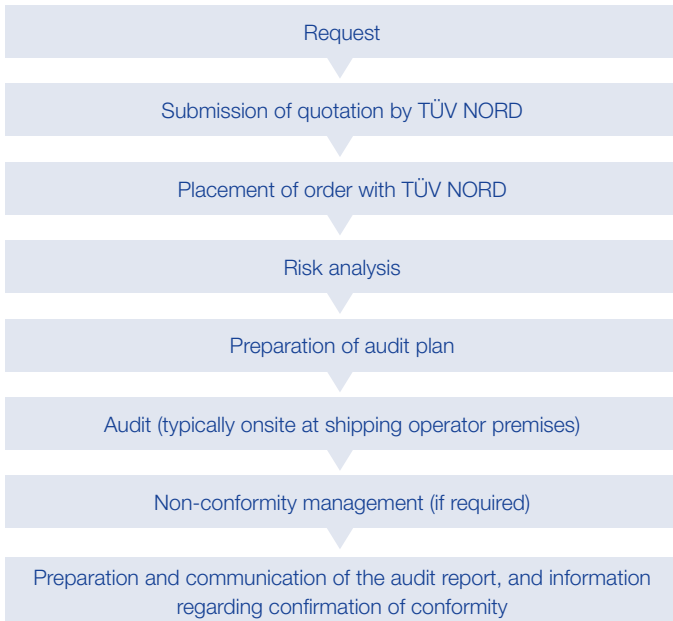 Request
Submission of quotation by TÜV NORD
Placement of order with TÜV NORD
Risk analysis
Preparation of audit plan
Audit (typically onsite at shipping operator premises)
Non-conformity management (if required)
Preparation and communication of the audit report, and information
regarding confirmation of conformity